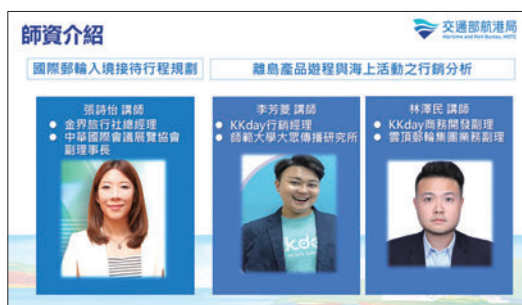 師資介紹
交通部航港局
Maritime and Port Bureau, MOTC
國際郵輪入境接待行程規劃
離島產品遊程與海上活動之行銷分析
張詩怡 講師
● 金界旅行社總經理
● 中華國際會議展覽協會
副理事長
李芳菱 講師
● KKday行銷經理
● 師範大學大眾傳播研究所
林澤民 講師
● KKday商務開發副理
● 雲頂郵輪集團業務副理
kday